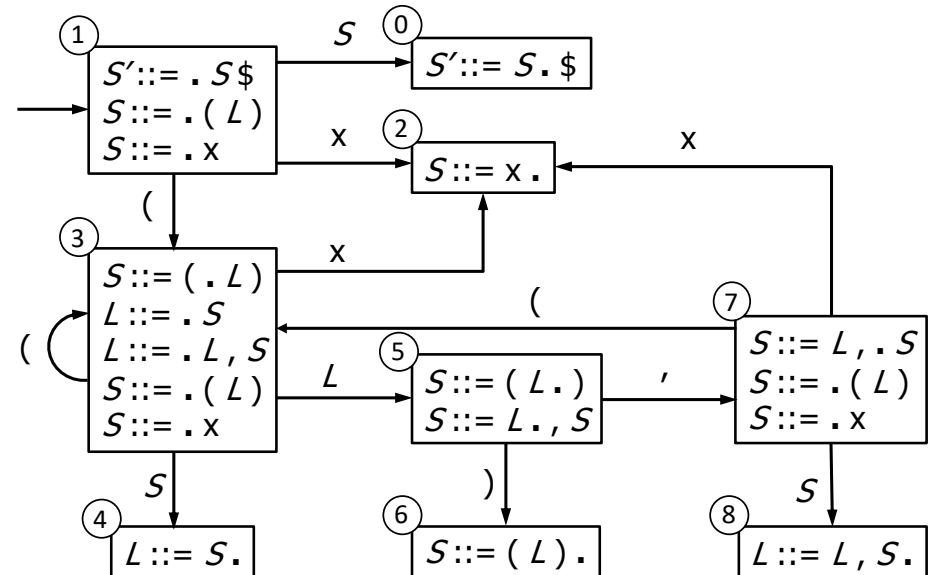 1
S′::= . S $
S ::= . ( L )
S ::= . x
S
0
S′::= S . $
x
2
S ::= x .
x
(
3
S ::= ( . L )
L ::= . S
L ::= . L , S
S ::= . ( L )
S ::= . x
x
(
(
L
5
S ::= ( L . )
S ::= L . , S
,
7
S ::= L , . S
S ::= . ( L )
S ::= . x
S
4
L ::= S .
)
6
S ::= ( L ) .
S
8
L ::= L , S .